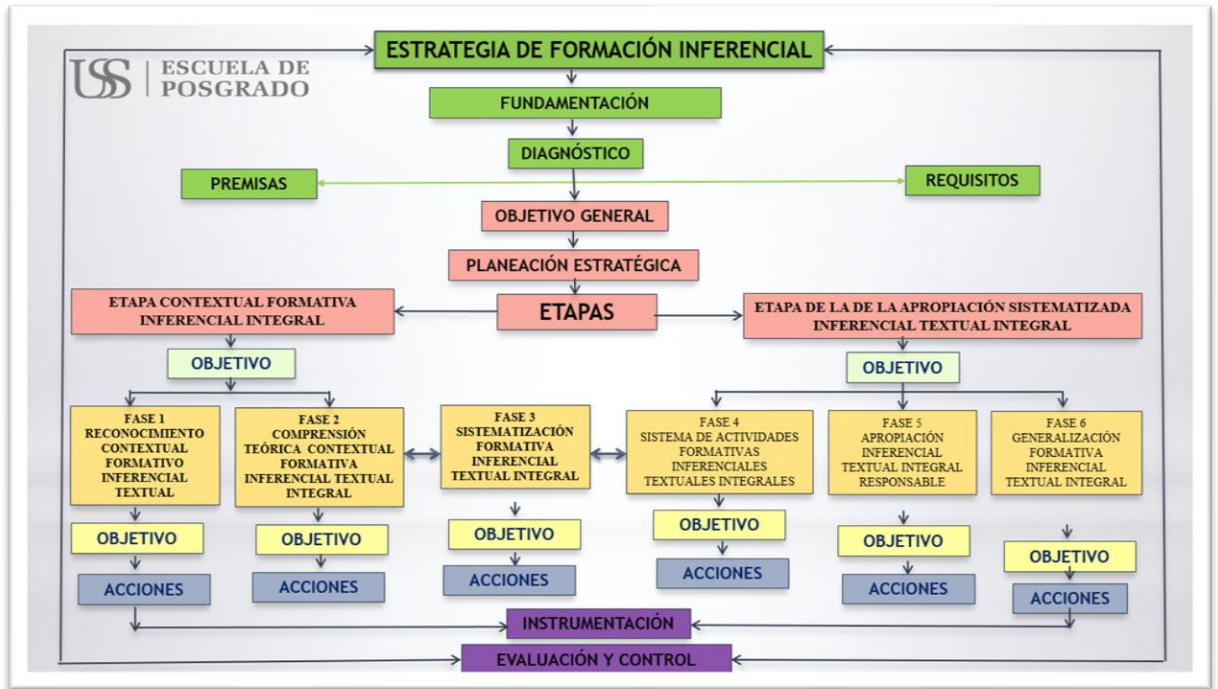 ESTRATEGIA DE FORMACIÓN INFERENCIAL
USS
ESCUELA DE
POSGRADO
FUNDAMENTACIÓN
DIAGNÓSTICO
PREMISAS
REQUISITOS
OBJETIVO GENERAL
PLANEACIÓN ESTRATÉGICA
ETAPA CONTEXTUAL FORMATIVA
INFERENCIAL INTEGRAL
ETAPAS
ETAPA DE LA DE LA APROPIACIÓN SISTEMATIZADA
INFERENCIAL TEXTUAL INTEGRAL
OBJETIVO
OBJETIVO
FASE 1
RECONOCIMIENTO
CONTEXTUAL
FORMATIVO
INFERENCIAL
TEXTUAL
FASE 2
COMPRENSIÓN
TEÓRICA CONTEXTUAL
FORMATIVA
INFERENCIAL TEXTUAL
INTEGRAL
FASE 3
SISTEMATIZACIÓN
FORMATIVA
INFERENCIAL
TEXTUAL INTEGRAL
FASE 4
SISTEMA DE ACTIVIDADES
FORMATIVAS
INFERENCIALES
TEXTUALES INTEGRALES
FASE 5
APROPIACIÓN
INFERENCIAL
TEXTUAL INTEGRAL
RESPONSABLE
FASE 6
GENERALIZACIÓN
FORMATIVA
INFERENCIAL
TEXTUAL INTEGRAL
OBJETIVO
OBJETIVO
OBJETIVO
OBJETIVO
OBJETIVO
OBJETIVO
ACCIONES
ACCIONES
ACCIONES
ACCIONES
ACCIONES
ACCIONES
INSTRUMENTACIÓN
EVALUACIÓN Y CONTROL